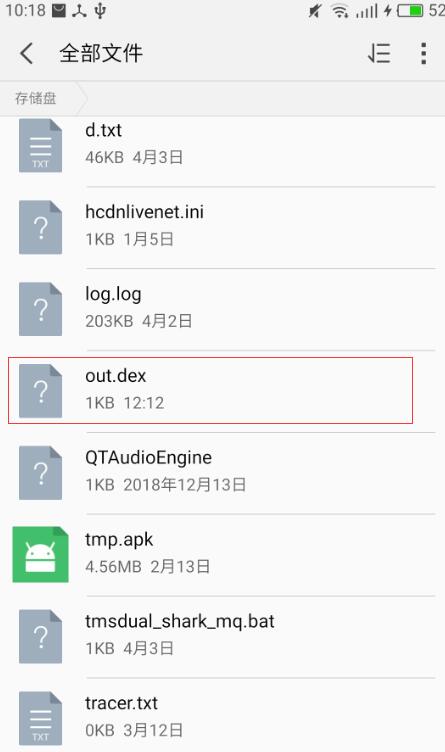 10:18
52
全部文件
存储盘
d.txt
46KB 4月3日
TXT
hcdnlivenet.ini
1KB 1月5日
?
log.log
203KB 4月2日
?
out.dex
1KB 12:12
?
QTAudioEngine
1KB 2018年12月13日
?
tmp.apk
4.56MB 2月13日
tmsdual_shark_mq.bat
1KB 4月3日
?
tracer.txt
0KB 3月12日
TXT